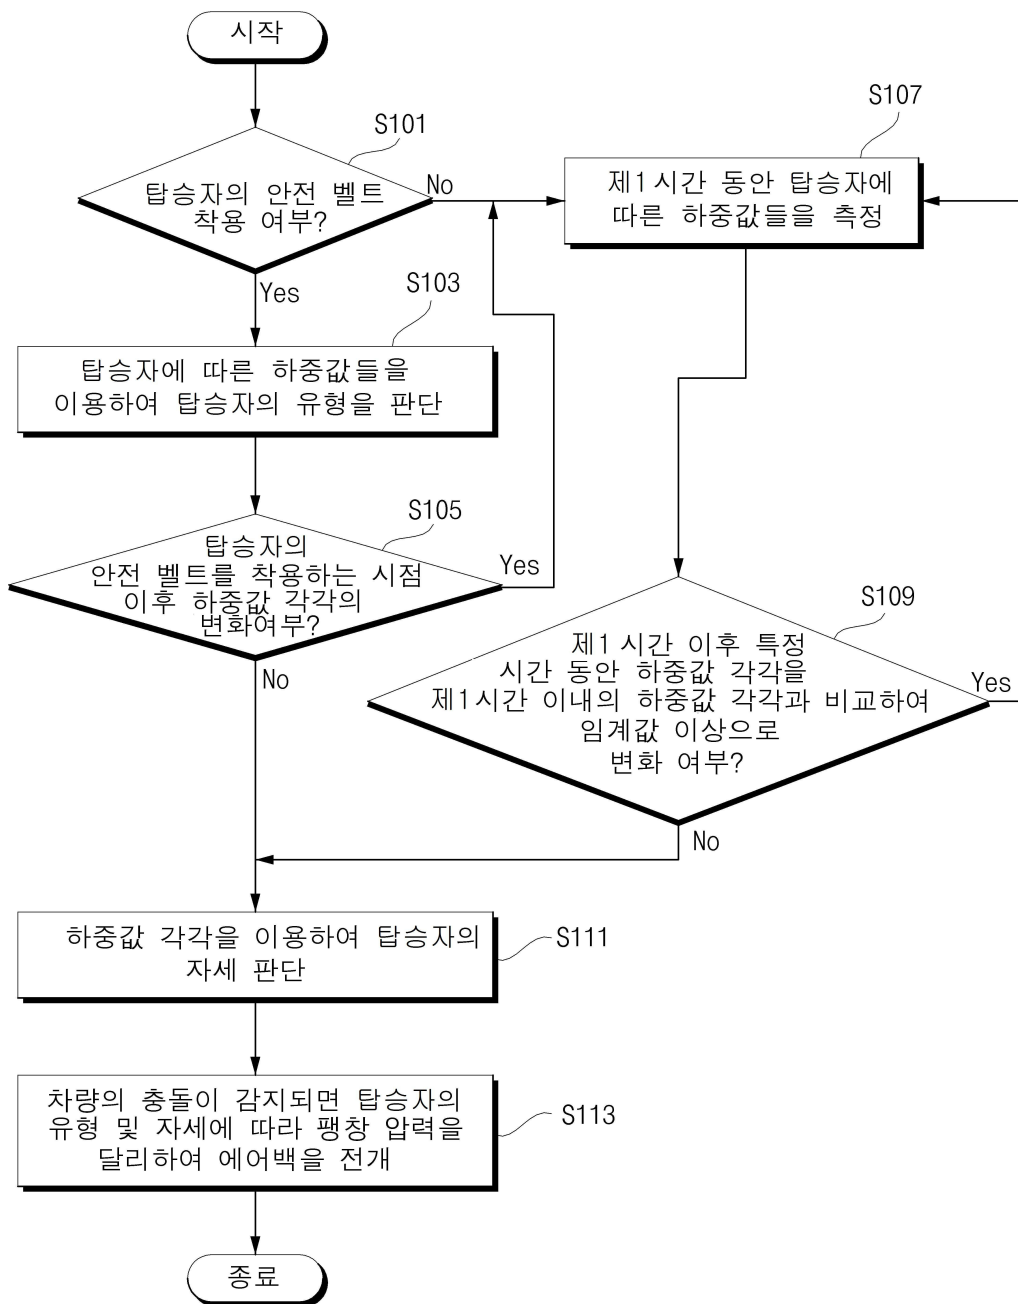 시작
S101
탑승자의 안전 벨트
착용 여부?
No
Yes
S103
탑승자에 따른 하중값들을
이용하여 탑승자의 유형을 판단
S105
탑승자의
안전 벨트를 착용하는 시점
이후 하중값 각각의
변화여부?
Yes
No
S107
제1시간 동안 탑승자에
따른 하중값들을 측정
S109
제1시간 이후 특정
시간 동안 하중값 각각을
제1시간 이내의 하중값 각각과 비교하여
임계값 이상으로
변화 여부?
Yes
No
하중값 각각을 이용하여 탑승자의
자세 판단
S111
차량의 충돌이 감지되면 탑승자의
유형 및 자세에 따라 팽창 압력을
달리하여 에어백을 전개
S113
종료